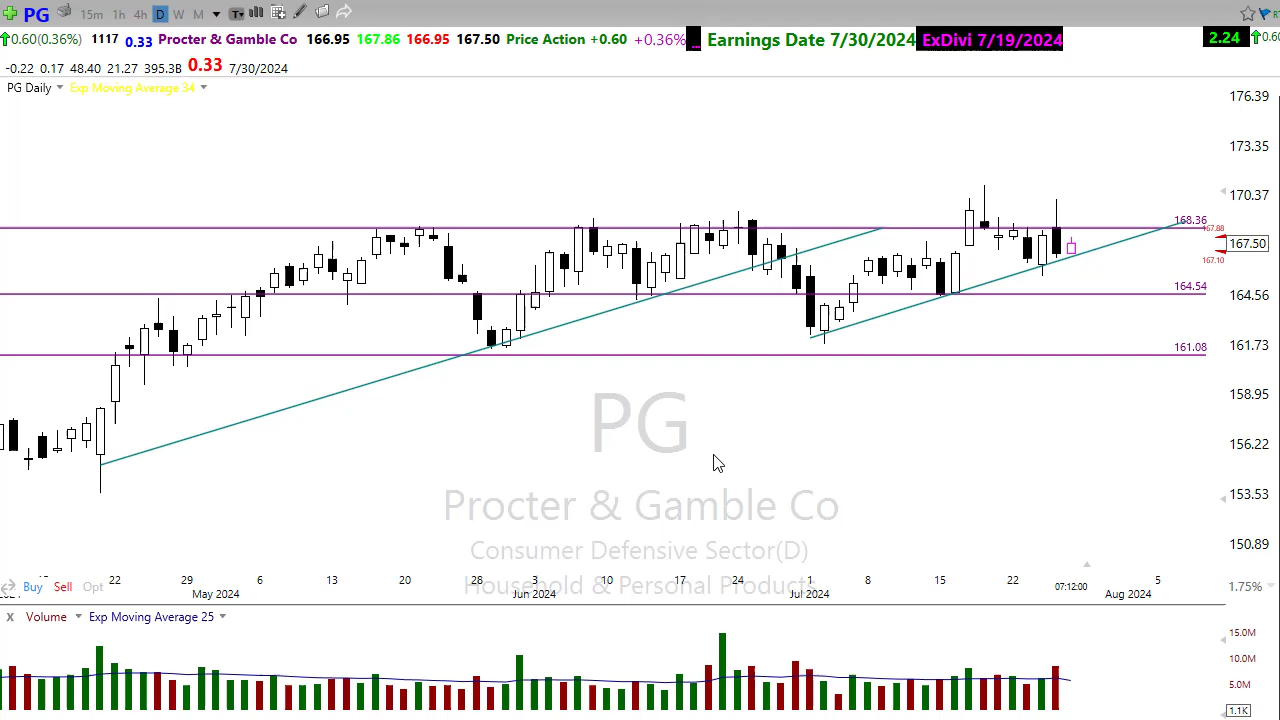 PG 15m 1h 4h D W M T
0.60(0.36%) 1117 0.33 Procter & Gamble Co 166.95 167.86 166.95 167.50 Price Action +0.60 +0.36% Earnings Date 7/30/2024 ExDivi 7/19/2024 2.24 0.60
-0.22 0.17 48.40 21.27 395.3B 0.33 7/30/2024
PG Daily Exp Moving Average 34
176.39
173.35
170.37
168.36
167.88
167.50
167.10
164.54
164.56
161.08
161.73
158.95
156.22
153.53
150.89
PG
Procter & Gamble Co
Consumer Defensive Sector(D)
Household & Personal Products
Buy Sell Opt 1.75%
22 29 6 13 20 28 3 10 17 24 1 8 15 22 5
May 2024 Jun 2024 Jul 2024 07:12:00 Aug 2024
X Volume Exp Moving Average 25
15.0M
10.0M
5.0M
1.1K